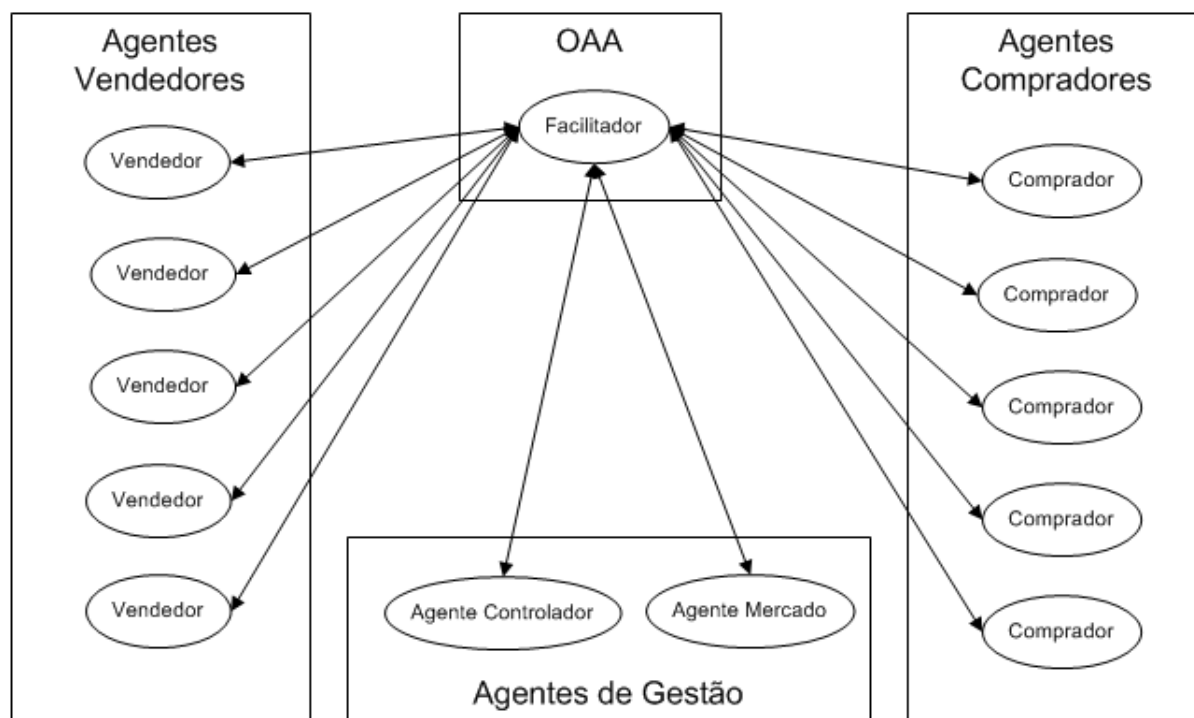 Agentes
Vendedores
Vendedor
Vendedor
Vendedor
Vendedor
Vendedor
OAA
Facilitador
Agentes
Compradores
Comprador
Comprador
Comprador
Comprador
Comprador
Agente Controlador
Agente Mercado
Agentes de Gestão